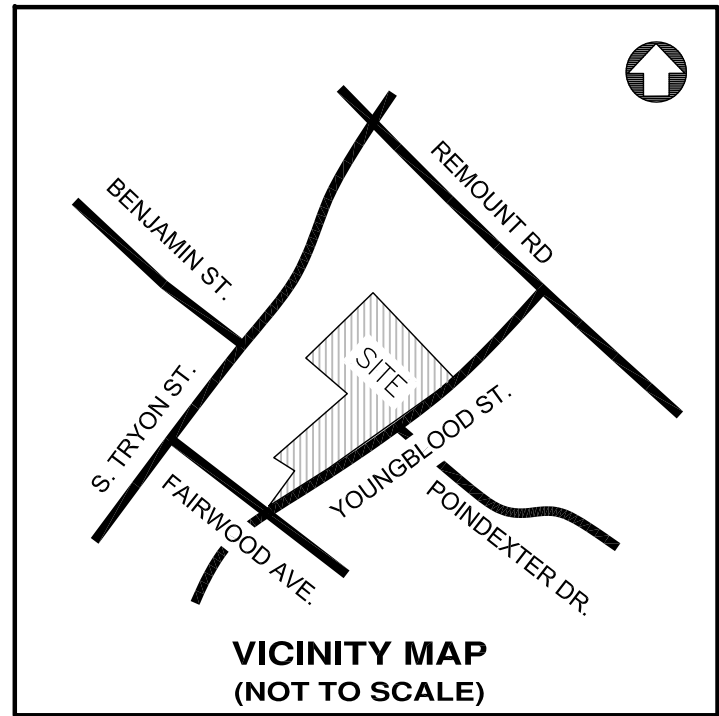 REMOUNT RD
BENJAMIN ST.
SITE
S. TRYON ST.
YOUNGBLOOD ST.
FAIRWOOD AVE.
POINDEXTER DR.
VICINITY MAP
(NOT TO SCALE)